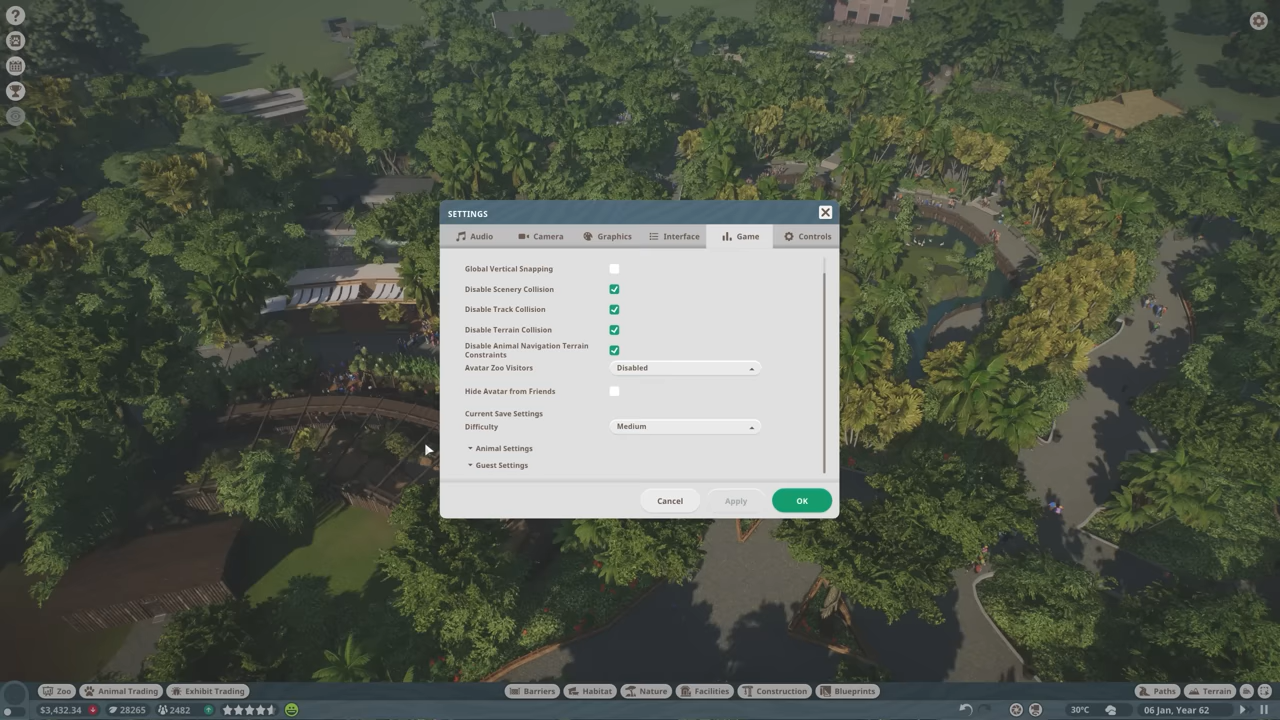 SETTINGS
Audio
Camera
Graphics
Interface
Game
Controls
Global Vertical Snapping
Disable Scenery Collision
Disable Track Collision
Disable Terrain Collision
Disable Animal Navigation Terrain
Constraints
Avatar Zoo Visitors
Disabled
Hide Avatar from Friends
Current Save Settings
Difficulty
Medium
Animal Settings
Guest Settings
Cancel
Apply
OK
Zoo
Animal Trading
Exhibit Trading
Barriers
Habitat
Nature
Facilities
Construction
Blueprints
Paths
Terrain
$3,432.34
28265
2482
30°C
06 Jan, Year 62